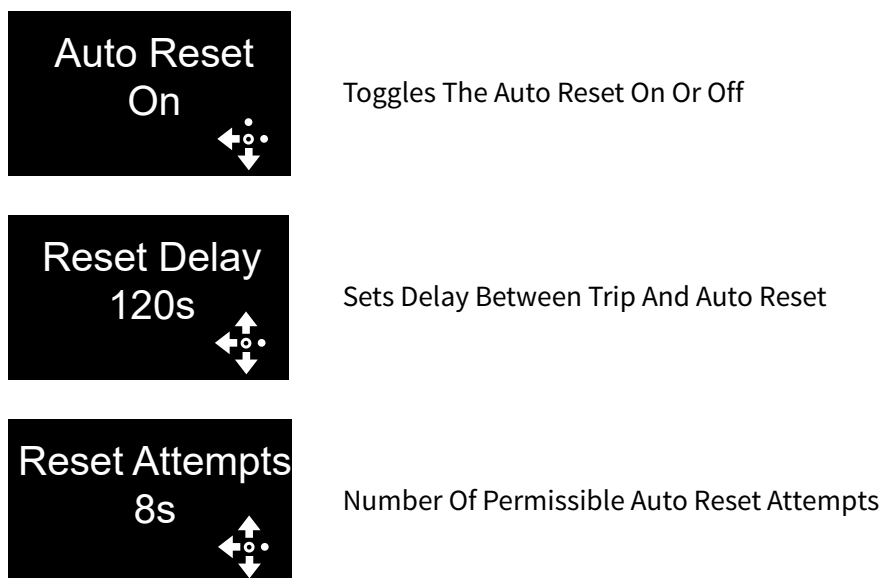 Auto Reset
On
Toggles The Auto Reset On Or Off
Reset Delay
120s
Sets Delay Between Trip And Auto Reset
Reset Attempts
8s
Number Of Permissible Auto Reset Attempts